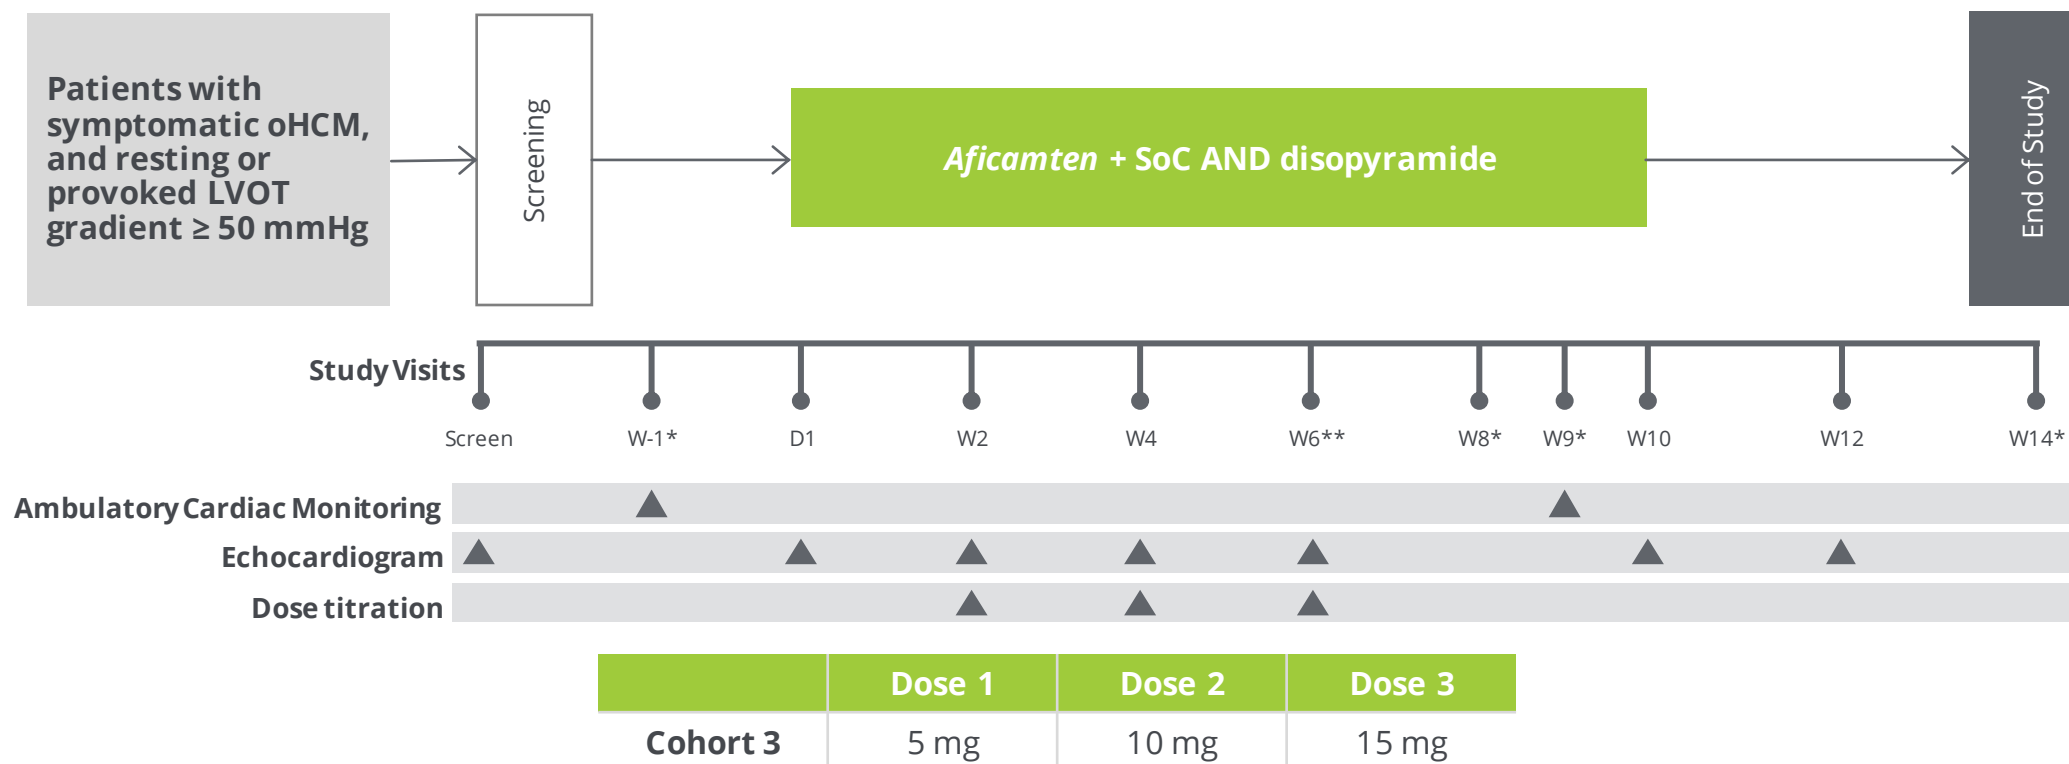 Patients with
symptomatic oHCM,
and resting or
provoked LVOT
gradient ≥ 50 mmHg
Screening
Aficamten + SoC AND disopyramide
End of Study
Study Visits
Screen W-1* D1 W2 W4 W6** W8* W9* W10 W12 W14*
Ambulatory Cardiac Monitoring
Echocardiogram
Dose titration
Dose 1 Dose 2 Dose 3
Cohort 3 5 mg 10 mg 15 mg